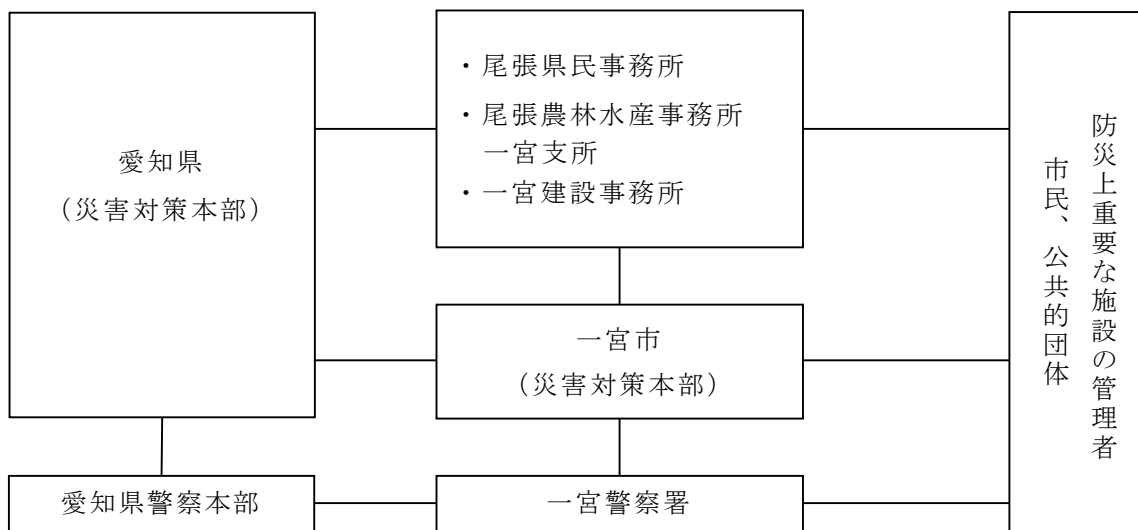 愛知県
（災害対策本部）
・尾張県民事務所
・尾張農林水産事務所
一宮支所
・一宮建設事務所
一宮市
（災害対策本部）
愛知県警察本部
一宮警察署
防災上重要な施設の管理者
市民、公共的団体